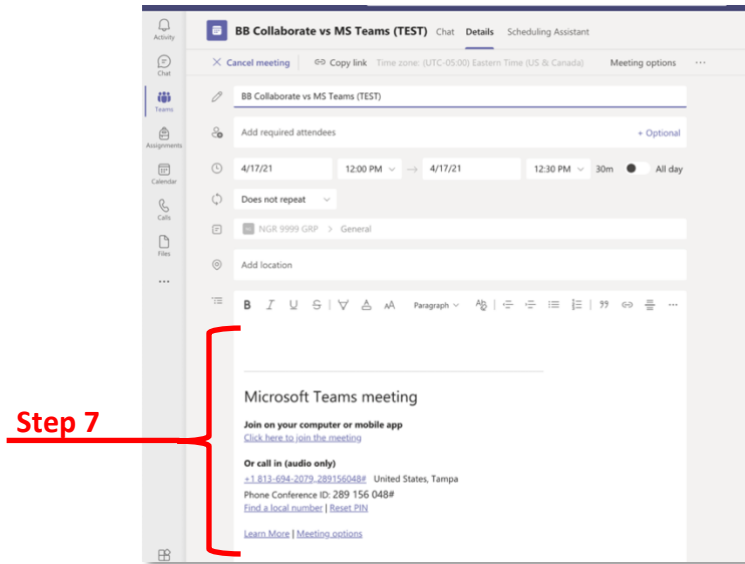 Activity
Chat
Teams
Assignments
Calendar
Calls
Files
BB Collaborate vs MS Teams (TEST) Chat Details Scheduling Assistant
Cancel meeting Copy link Time zone: (UTC-05:00) Eastern Time (US & Canada) Meeting options ...
BB Collaborate vs MS Teams (TEST)
Add required attendees + Optional
4/17/21 12:00 PM → 4/17/21 12:30 PM 30m All day
Does not repeat
NGR 9999 GRP > General
Add location
B I U S A AA Paragraph
Microsoft Teams meeting
Step 7
Join on your computer or mobile app
Click here to join the meeting
Or call in (audio only)
+1 813-694-2079,,289156048# United States, Tampa
Phone Conference ID: 289 156 048#
Find a local number | Reset PIN
Learn More | Meeting options